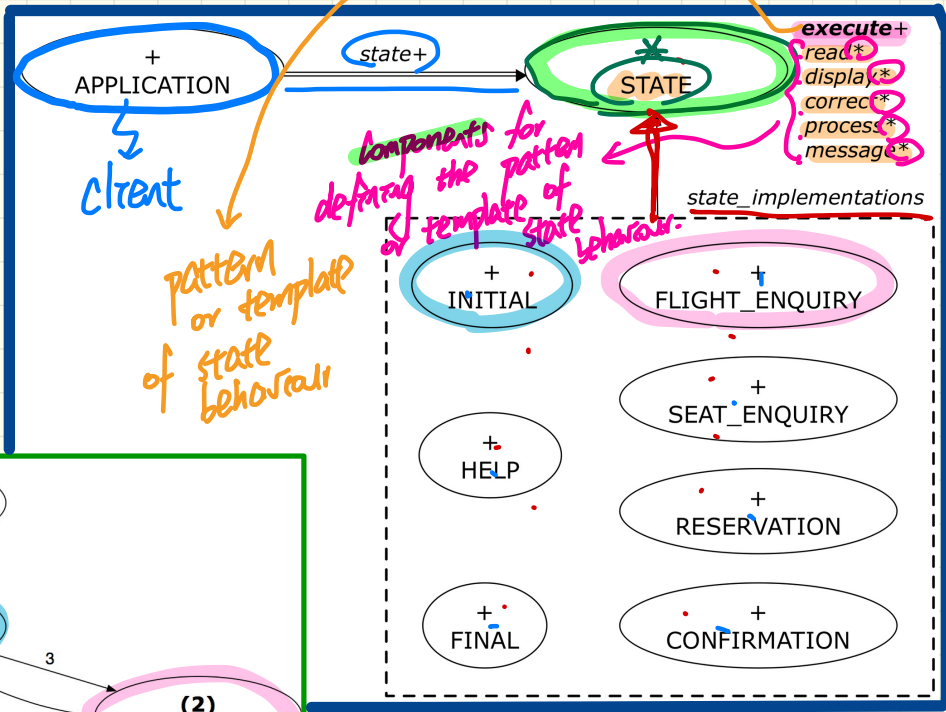 +
APPLICATION
state+
*
STATE
execute+
read*
display*
correct*
process*
message*
client
components for
defining the pattern
or template of
state
behaviour.
state_implementations
pattern
or template
of state
behaviour
+
INITIAL
+
FLIGHT_ENQUIRY
+
SEAT_ENQUIRY
+
HELP
+
RESERVATION
+
FINAL
+
CONFIRMATION
3
(2)